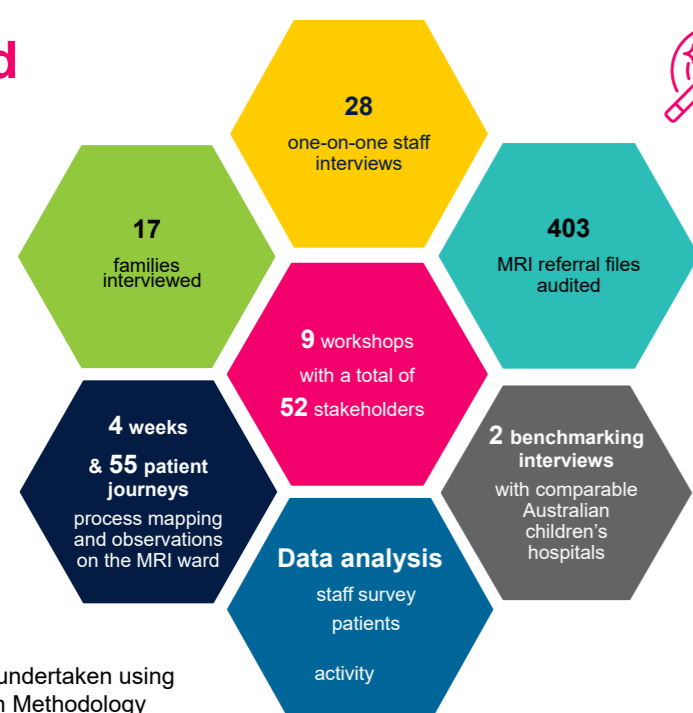 d
28
one-on-one staff
interviews
17
families
interviewed
403
MRI referral files
audited
9 workshops
with a total of
52 stakeholders
4 weeks
& 55 patient
journeys
process mapping
and observations
on the MRI ward
2 benchmarking
interviews
with comparable
Australian
children's
hospitals
Data analysis
staff survey
patients
activity
undertaken using
n Methodology